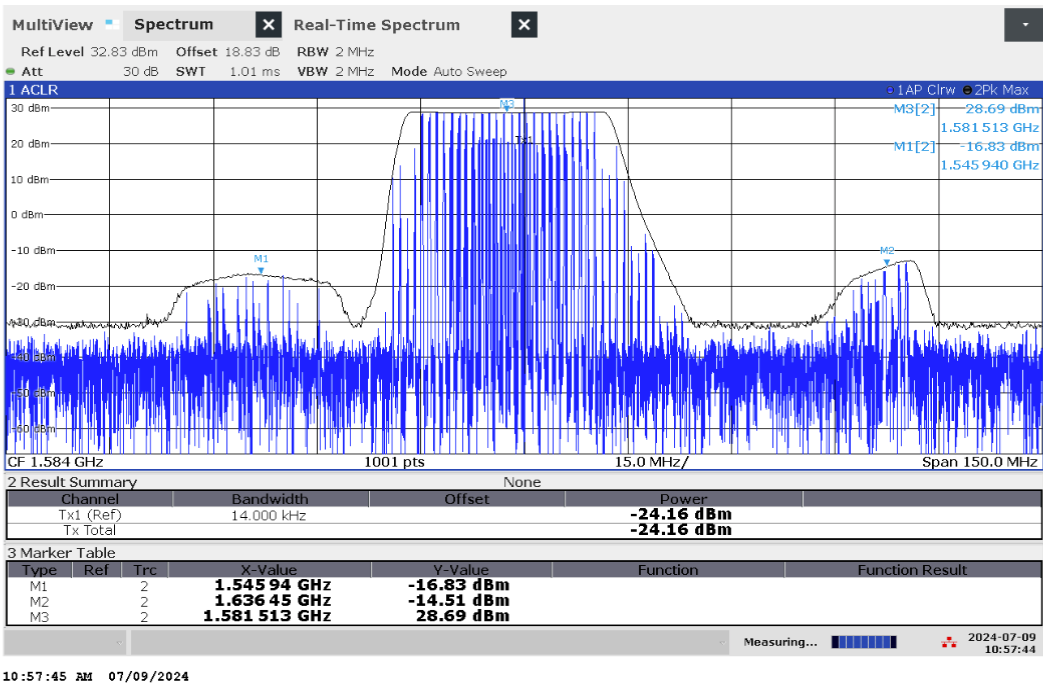 MultiView Spectrum X Real-Time Spectrum X
Ref Level 32.83 dBm Offset 18.83 dB RBW 2 MHz
Att 30 dB SWT 1.01 ms VBW 2 MHz Mode Auto Sweep
1 ACLR 1AP Clrw 2Pk Max
30 dBm M3 M3[2] 28.69 dBm
1.581 513 GHz
20 dBm Tx1 M1[2] -16.83 dBm
1.545 940 GHz
10 dBm
0 dBm
-10 dBm
M1 M2
-20 dBm
-30 dBm
-40 dBm
-50 dBm
-60 dBm
CF 1.584 GHz 1001 pts 15.0 MHz/ Span 150.0 MHz
2 Result Summary None
Channel Bandwidth Offset Power
Tx1 (Ref) 14.000 kHz -24.16 dBm
Tx Total -24.16 dBm
3 Marker Table
Type Ref Trc X-Value Y-Value Function Function Result
M1 2 1.545 94 GHz -16.83 dBm
M2 2 1.636 45 GHz -14.51 dBm
M3 2 1.581 513 GHz 28.69 dBm
Measuring... 2024-07-09
10:57:44
10:57:45 AM 07/09/2024